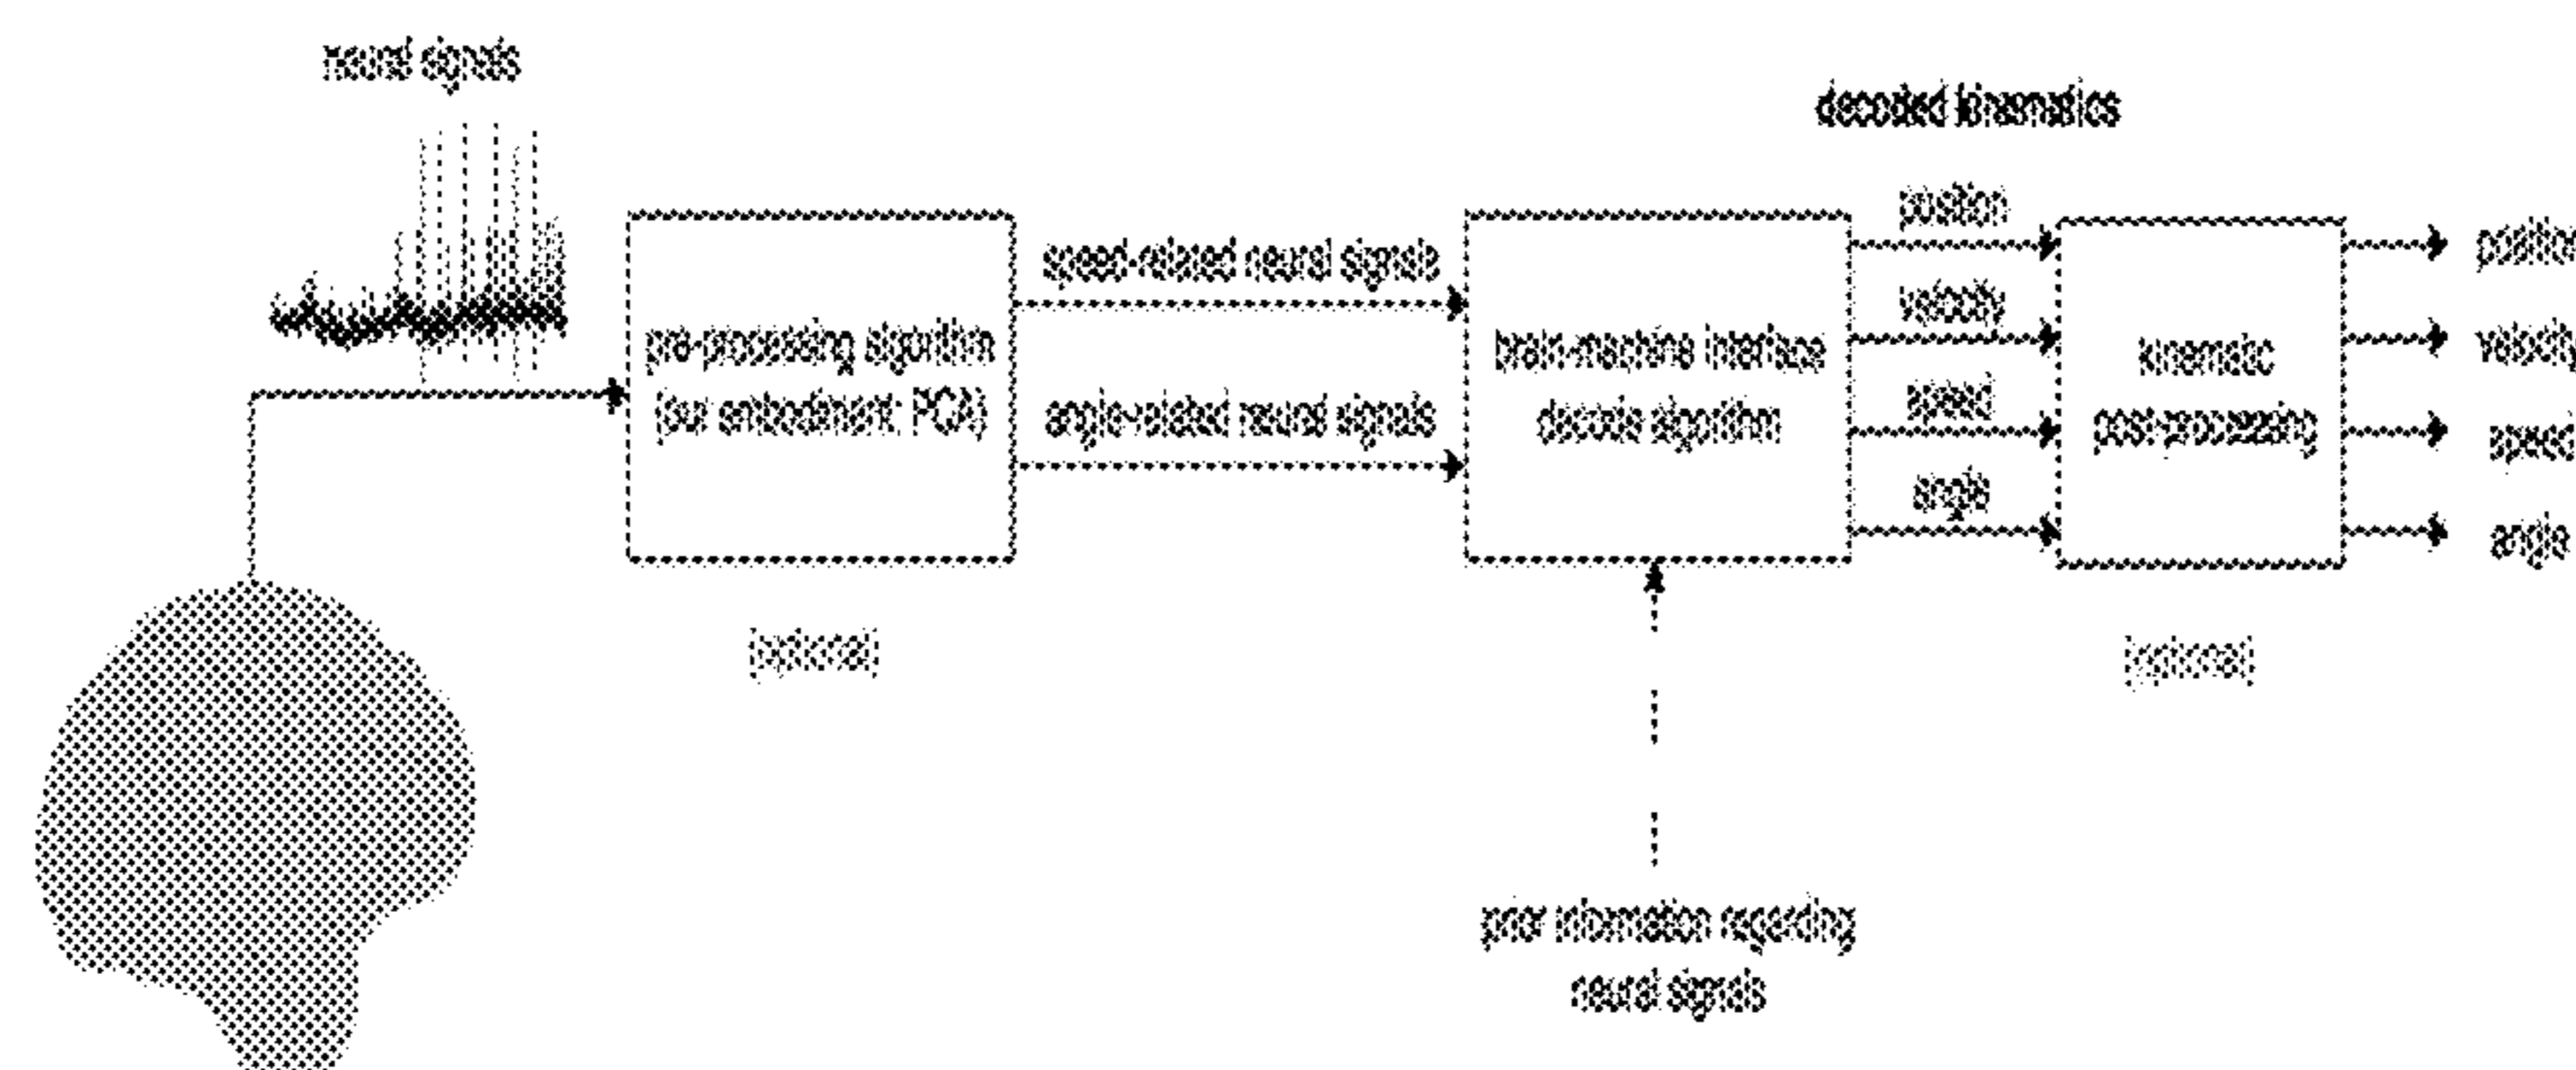 neural signals
decoded kinematics
pre-processing algorithm
(our embodiment: PCA)
[optional]
speed-related neural signals
angle-related neural signals
brain-machine interface
decode algorithm
prior information regarding
neural signals
position
velocity
speed
angle
kinematic
post-processing
[optional]
position
velocity
speed
angle